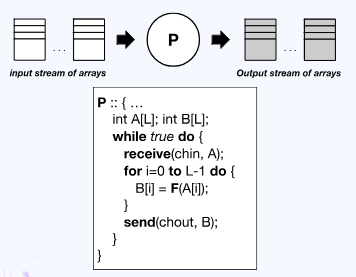 P
... ...
input stream of arrays Output stream of arrays
P :: { ...
int A[L]; int B[L];
while true do {
receive(chin, A);
for i=0 to L-1 do {
B[i] = F(A[i]);
}
send(chout, B);
}
}